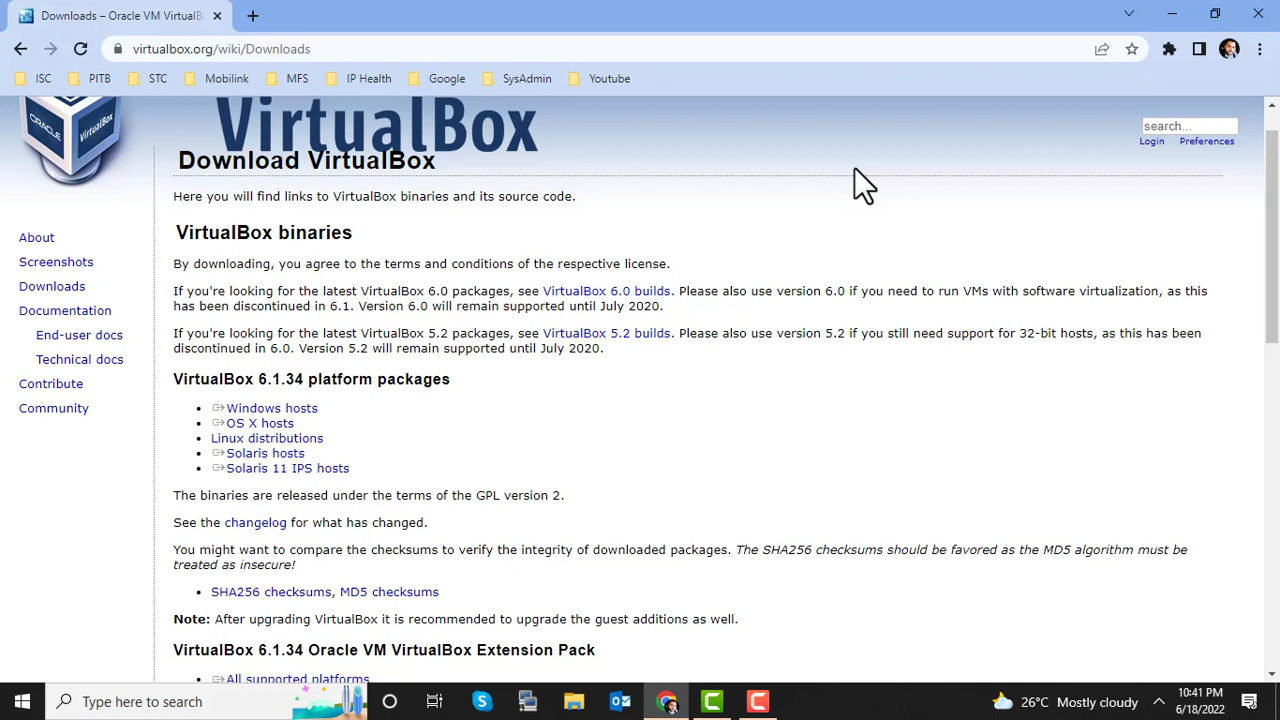 Downloads – Oracle VM VirtualB
virtualbox.org/wiki/Downloads
ISC PITB STC Mobilink MFS IP Health Google SysAdmin Youtube
ORACLE VirtualBox
VirtualBox
search...
Login Preferences
Download VirtualBox
Here you will find links to VirtualBox binaries and its source code.
VirtualBox binaries
By downloading, you agree to the terms and conditions of the respective license.
If you're looking for the latest VirtualBox 6.0 packages, see VirtualBox 6.0 builds. Please also use version 6.0 if you need to run VMs with software virtualization, as this
has been discontinued in 6.1. Version 6.0 will remain supported until July 2020.
If you're looking for the latest VirtualBox 5.2 packages, see VirtualBox 5.2 builds. Please also use version 5.2 if you still need support for 32-bit hosts, as this has been
discontinued in 6.0. Version 5.2 will remain supported until July 2020.
About
Screenshots
Downloads
Documentation
End-user docs
Technical docs
Contribute
Community
VirtualBox 6.1.34 platform packages
Windows hosts
OS X hosts
Linux distributions
Solaris hosts
Solaris 11 IPS hosts
The binaries are released under the terms of the GPL version 2.
See the changelog for what has changed.
You might want to compare the checksums to verify the integrity of downloaded packages. The SHA256 checksums should be favored as the MD5 algorithm must be
treated as insecure!
SHA256 checksums, MD5 checksums
Note: After upgrading VirtualBox it is recommended to upgrade the guest additions as well.
VirtualBox 6.1.34 Oracle VM VirtualBox Extension Pack
All supported platforms
Type here to search
26°C Mostly cloudy
10:41 PM
6/18/2022